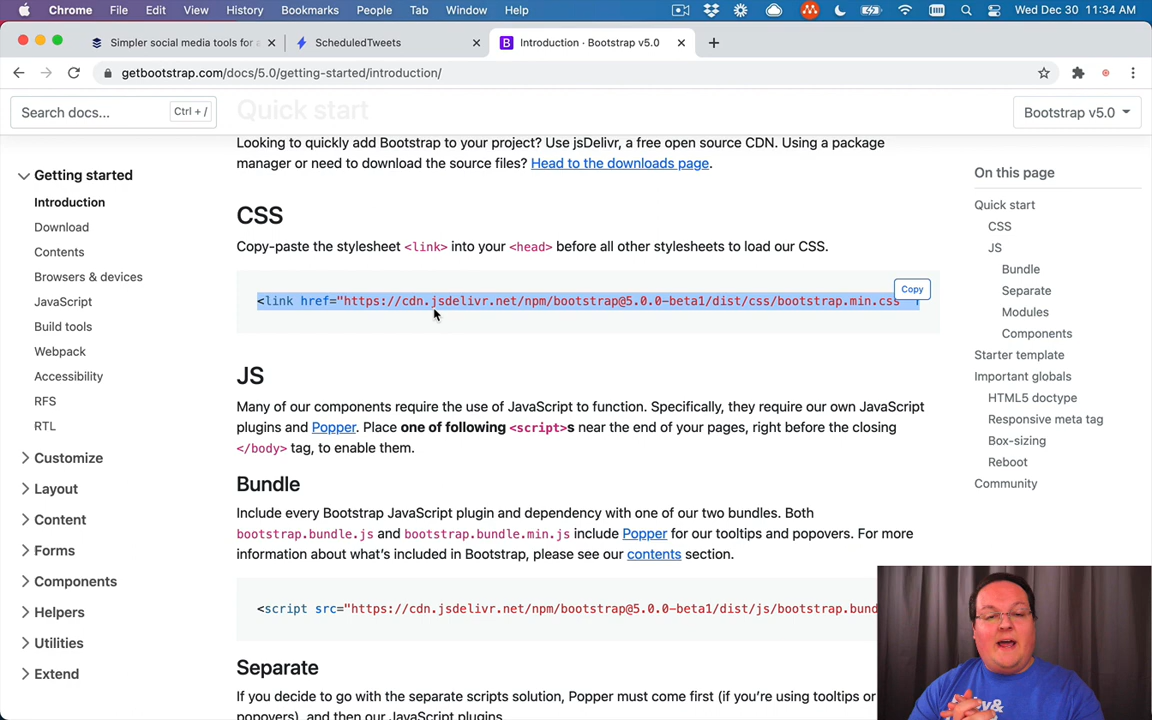 Chrome File Edit View History Bookmarks People Tab Window Help Wed Dec 30 11:34 AM
Simpler social media tools for
ScheduledTweets
Introduction · Bootstrap v5.0
getbootstrap.com/docs/5.0/getting-started/introduction/
Search docs... Ctrl + /
Quick start
Bootstrap v5.0
Getting started
Introduction
Download
Contents
Browsers & devices
JavaScript
Build tools
Webpack
Accessibility
RFS
RTL
Customize
Layout
Content
Forms
Components
Helpers
Utilities
Extend
Looking to quickly add Bootstrap to your project? Use jsDelivr, a free open source CDN. Using a package
manager or need to download the source files? Head to the downloads page.
CSS
Copy-paste the stylesheet <link> into your <head> before all other stylesheets to load our CSS.
Copy
<link href="https://cdn.jsdelivr.net/npm/bootstrap@5.0.0-beta1/dist/css/bootstrap.min.css"
JS
Many of our components require the use of JavaScript to function. Specifically, they require our own JavaScript
plugins and Popper. Place one of following <script>s near the end of your pages, right before the closing
</body> tag, to enable them.
Bundle
Include every Bootstrap JavaScript plugin and dependency with one of our two bundles. Both
bootstrap.bundle.js and bootstrap.bundle.min.js include Popper for our tooltips and popovers. For more
information about what's included in Bootstrap, please see our contents section.
<script src="https://cdn.jsdelivr.net/npm/bootstrap@5.0.0-beta1/dist/js/bootstrap.bund
Separate
If you decide to go with the separate scripts solution, Popper must come first (if you're using tooltips or
popovers), and then our JavaScript plugins.
On this page
Quick start
CSS
JS
Bundle
Separate
Modules
Components
Starter template
Important globals
HTML5 doctype
Responsive meta tag
Box-sizing
Reboot
Community